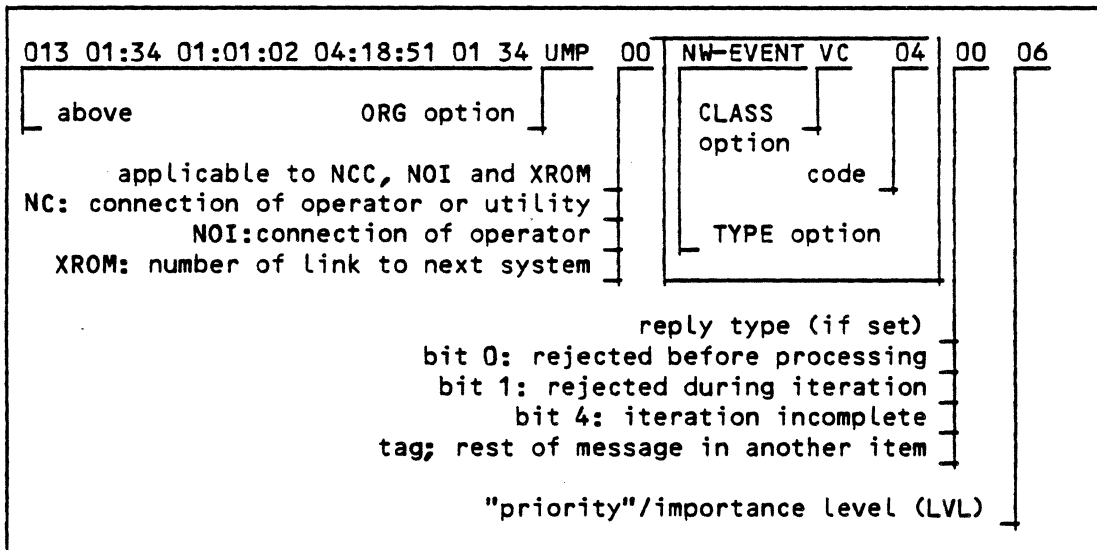 013 01:34 01:01:02 04:18:51 01 34 UMP 00 NW-EVENT VC 04 00 06
above ORG option CLASS
option
applicable to NCC, NOI and XROM code
NC: connection of operator or utility
NOI:connection of operator TYPE option
XROM: number of link to next system
reply type (if set)
bit 0: rejected before processing
bit 1: rejected during iteration
bit 4: iteration incomplete
tag; rest of message in another item
"priority"/importance level (LVL)